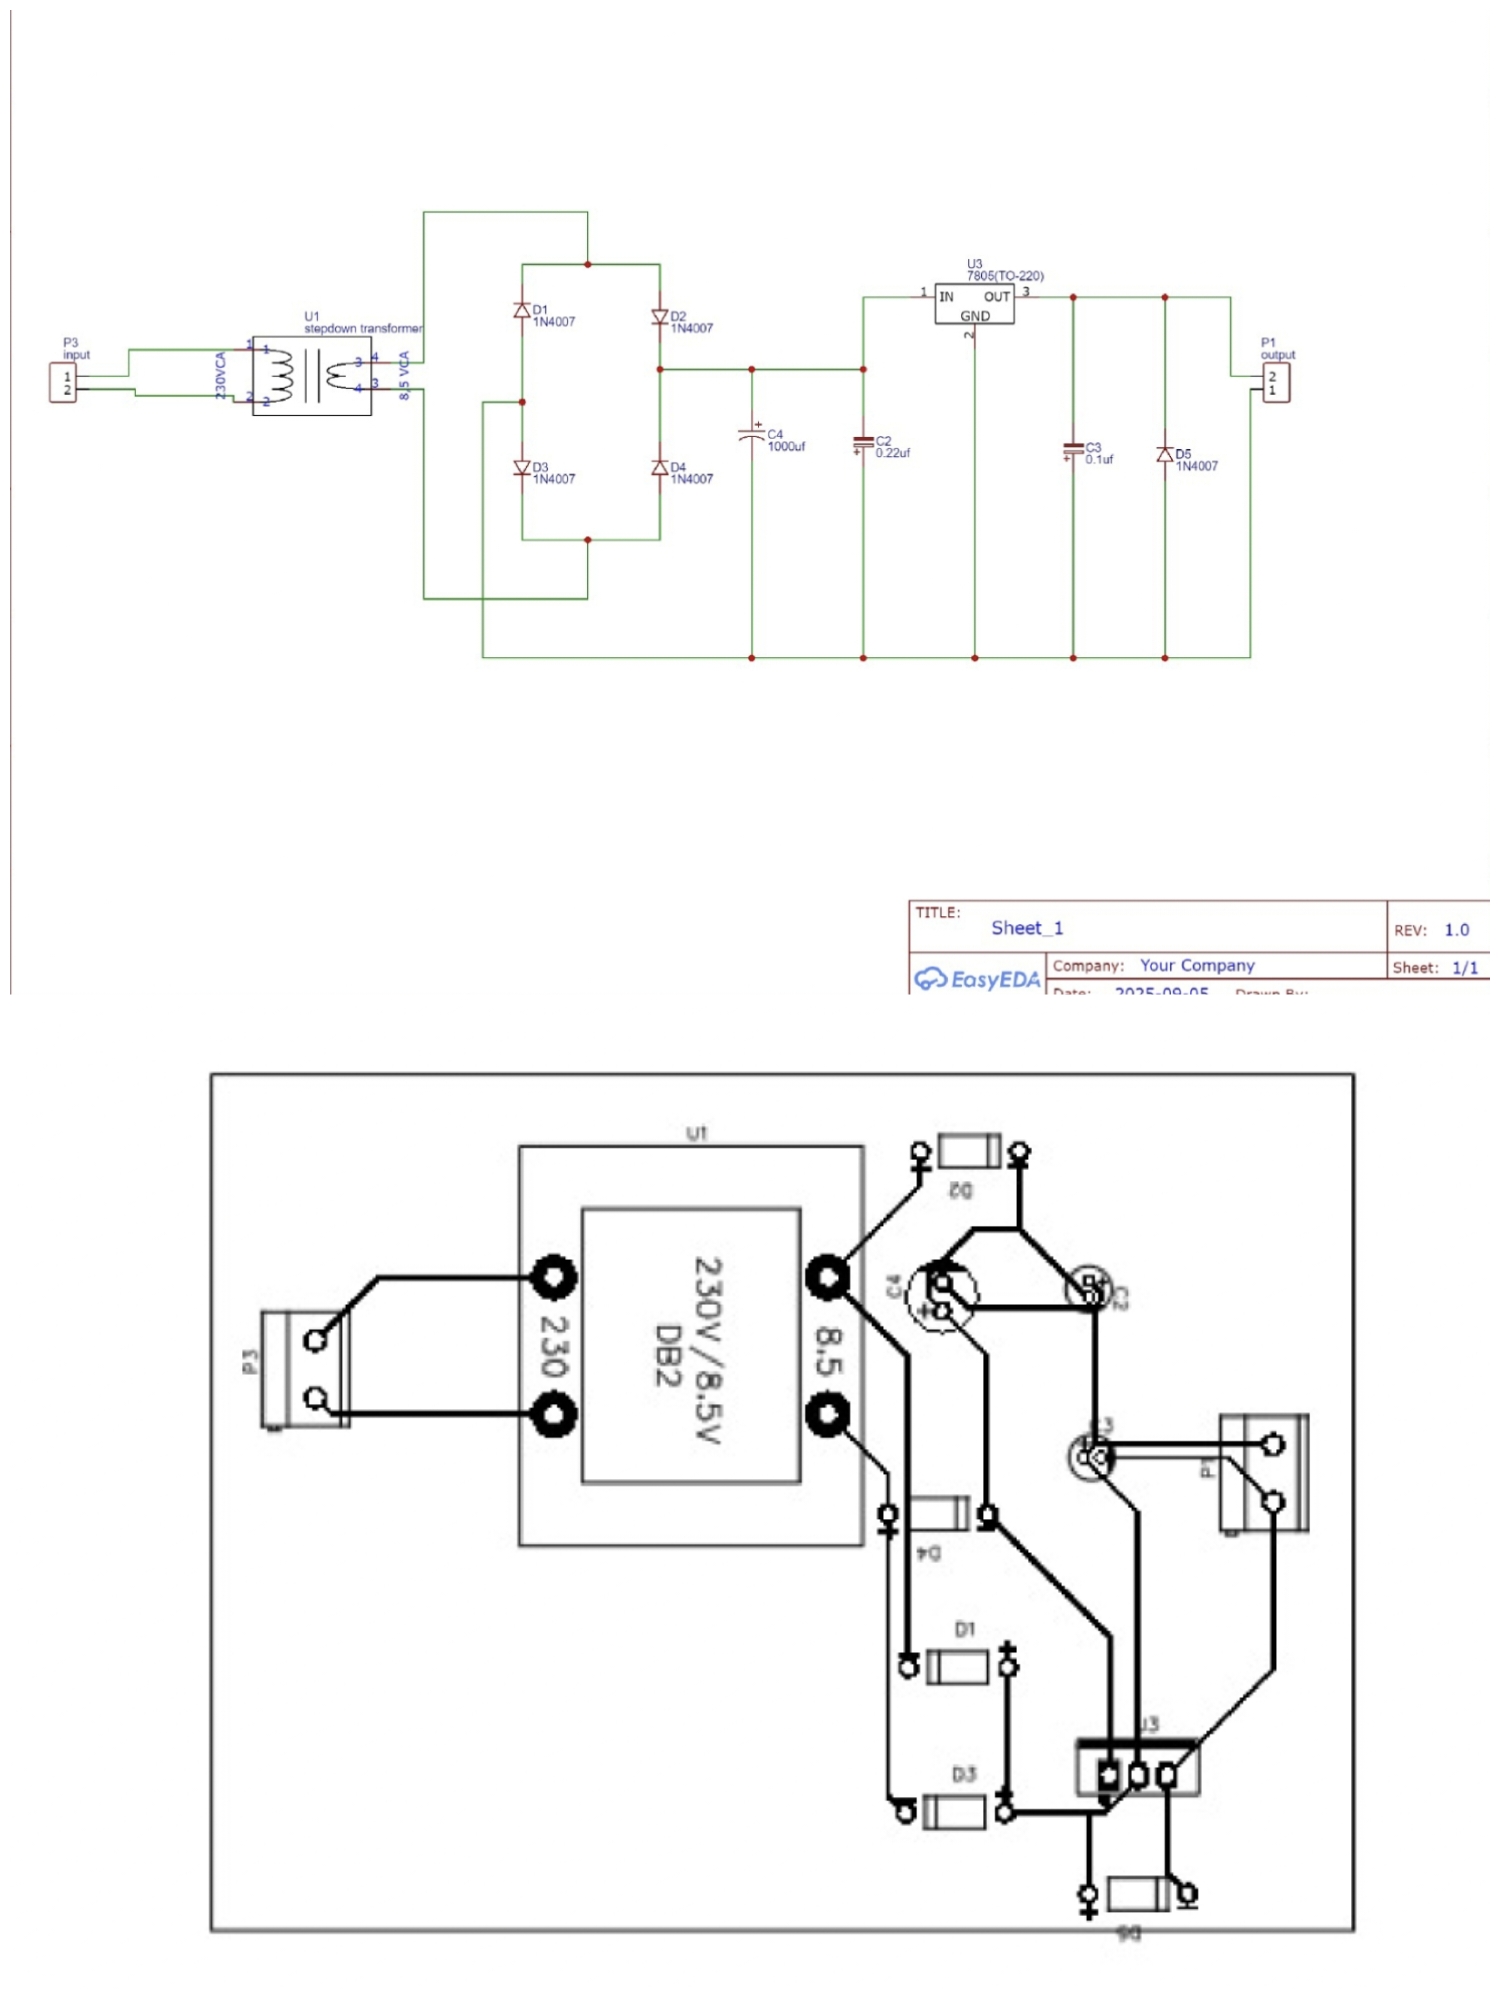 P3
input
1
2
230VCA
1
1
2
2
U1
stepdown transformer
3
4
4
3
8,5 VCA
D1
1N4007
D2
1N4007
D3
1N4007
D4
1N4007
+
C4
1000uf
C2
0.22uf
+
U3
7805(TO-220)
1
IN
OUT
3
GND
2
C3
0.1uf
+
D5
1N4007
P1
output
2
1
TITLE:
Sheet_1
REV: 1.0
EasyEDA
Company: Your Company
Sheet: 1/1
Date: 2025-09-05 Drawn By:
U1
D2
P3
230
230V/8.5V
DB2
8.5
C4
+
C2
+
C3
P1
D4
D1
D3
U3
D5